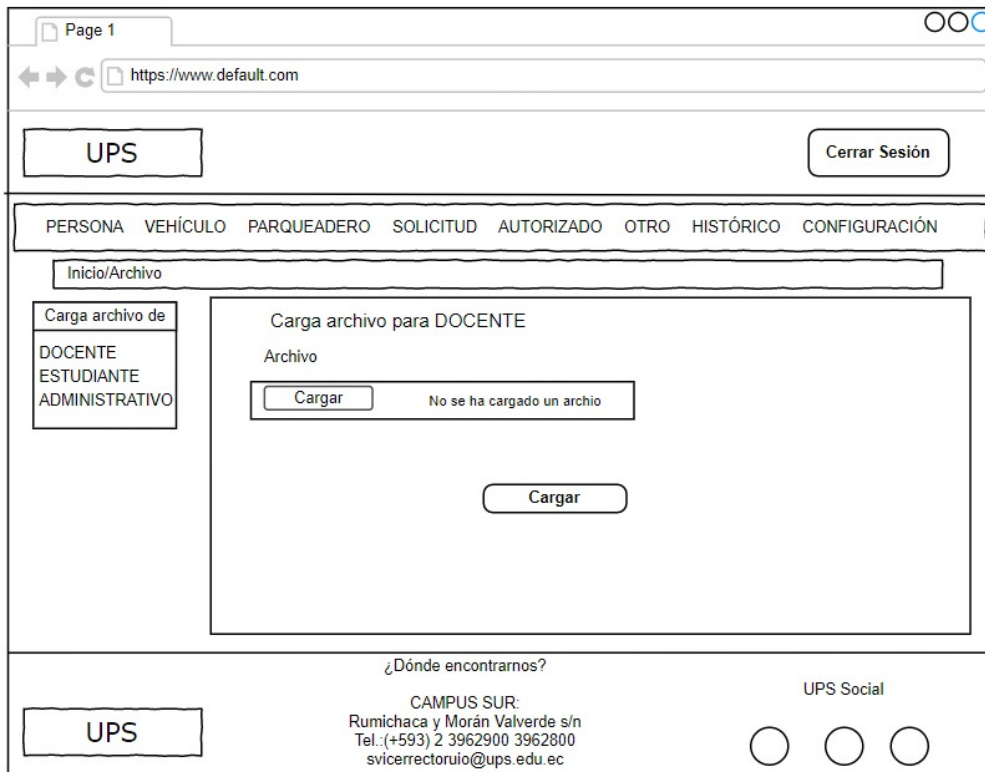 Page 1
https://www.default.com
UPS
Cerrar Sesión
PERSONA VEHÍCULO PARQUEADERO SOLICITUD AUTORIZADO OTRO HISTÓRICO CONFIGURACIÓN
Inicio/Archivo
Carga archivo de
DOCENTE
ESTUDIANTE
ADMINISTRATIVO
Carga archivo para DOCENTE
Archivo
Cargar No se ha cargado un archio
Cargar
¿Dónde encontrarnos?
CAMPUS SUR:
Rumichaca y Morán Valverde s/n
Tel.:(+593) 2 3962900 3962800
svicerrectoruio@ups.edu.ec
UPS
UPS Social